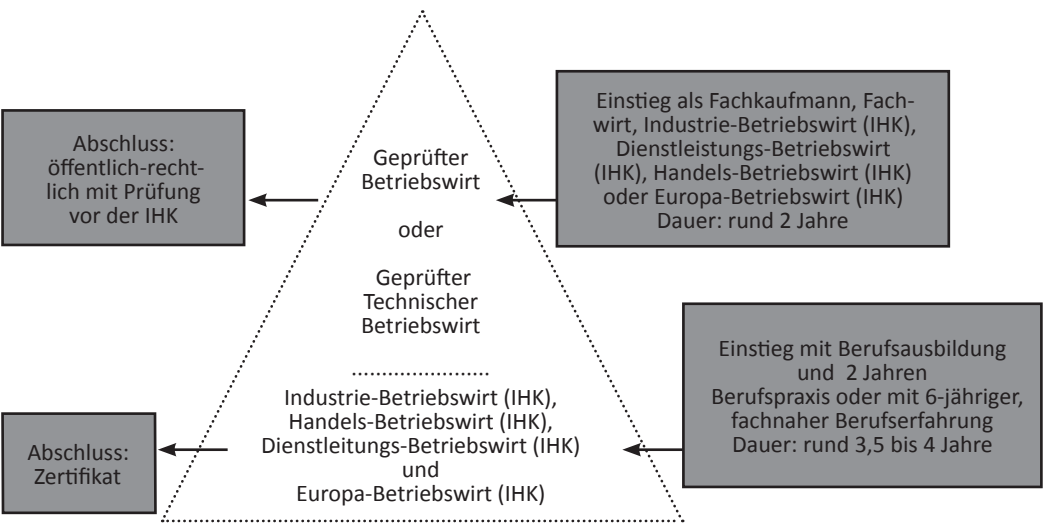 Abschluss:
öffentlich-recht-
lich mit Prüfung
vor der IHK
Geprüfter
Betriebswirt
oder
Geprüfter
Technischer
Betriebswirt
......................
Industrie-Betriebswirt (IHK),
Handels-Betriebswirt (IHK),
Dienstleitungs-Betriebswirt (IHK)
und
Europa-Betriebswirt (IHK)
Einstieg als Fachkaufmann, Fach-
wirt, Industrie-Betriebswirt (IHK),
Dienstleistungs-Betriebswirt
(IHK), Handels-Betriebswirt (IHK)
oder Europa-Betriebswirt (IHK)
Dauer: rund 2 Jahre
Einstieg mit Berufsausbildung
und 2 Jahren
Berufspraxis oder mit 6-jähriger,
fachnaher Berufserfahrung
Dauer: rund 3,5 bis 4 Jahre
Abschluss:
Zertifikat